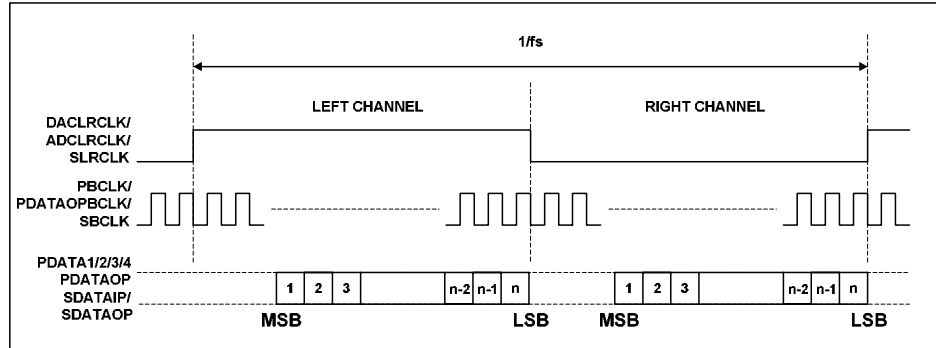 1/fs
LEFT CHANNEL
RIGHT CHANNEL
DACLRCLK/
ADCLRCLK/
SLRCLK
PBCLK/
PDATAOPBCLK/
SBCLK
PDATA1/2/3/4
PDATAOP
SDATAIP/
SDATAOP
1 2 3 n-2 n-1 n 1 2 3 n-2 n-1 n
MSB LSB MSB LSB